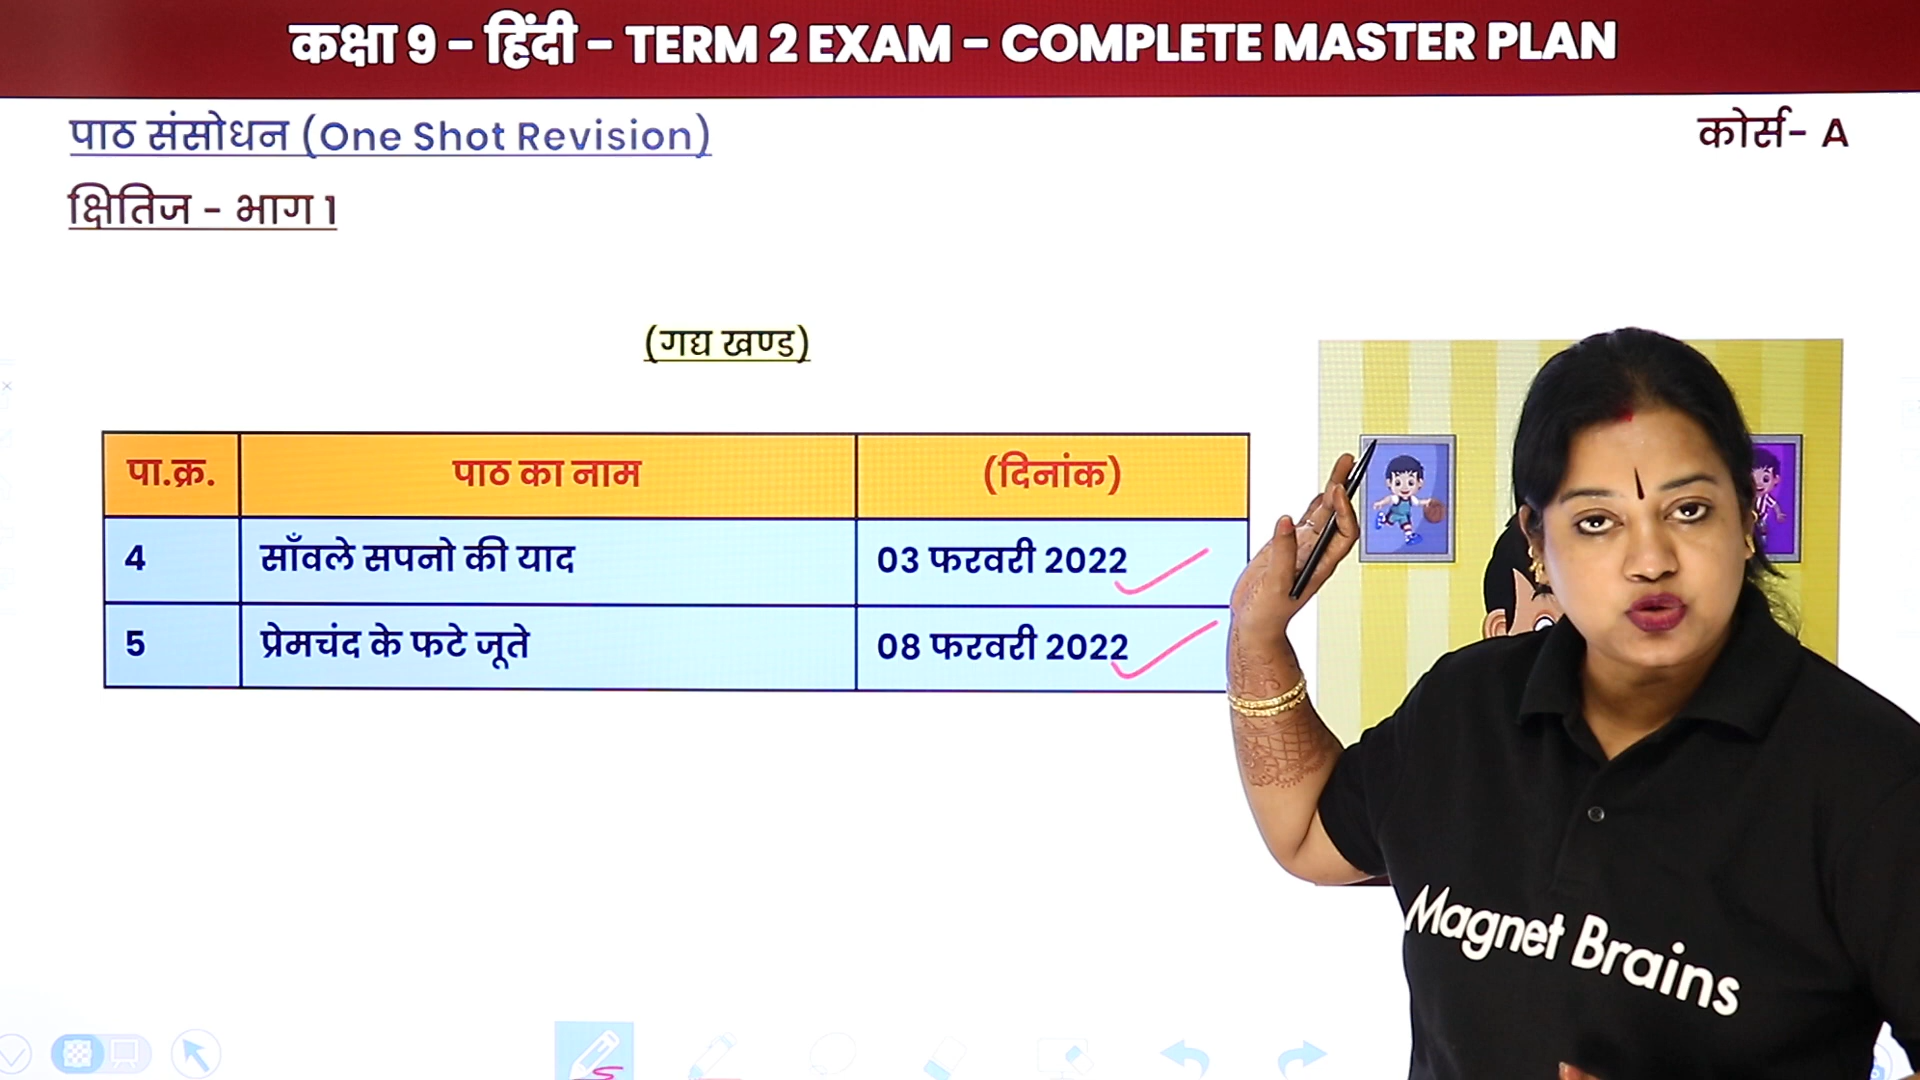 कक्षा 9 - हिंदी - TERM 2 EXAM - COMPLETE MASTER PLAN
पाठ संसोधन (One Shot Revision)
कोर्स- A
क्षितिज - भाग 1
(गद्य खण्ड)
पा.क्र. पाठ का नाम (दिनांक)
4 साँवले सपनो की याद 03 फरवरी 2022
5 प्रेमचंद के फटे जूते 08 फरवरी 2022
Magnet Brains